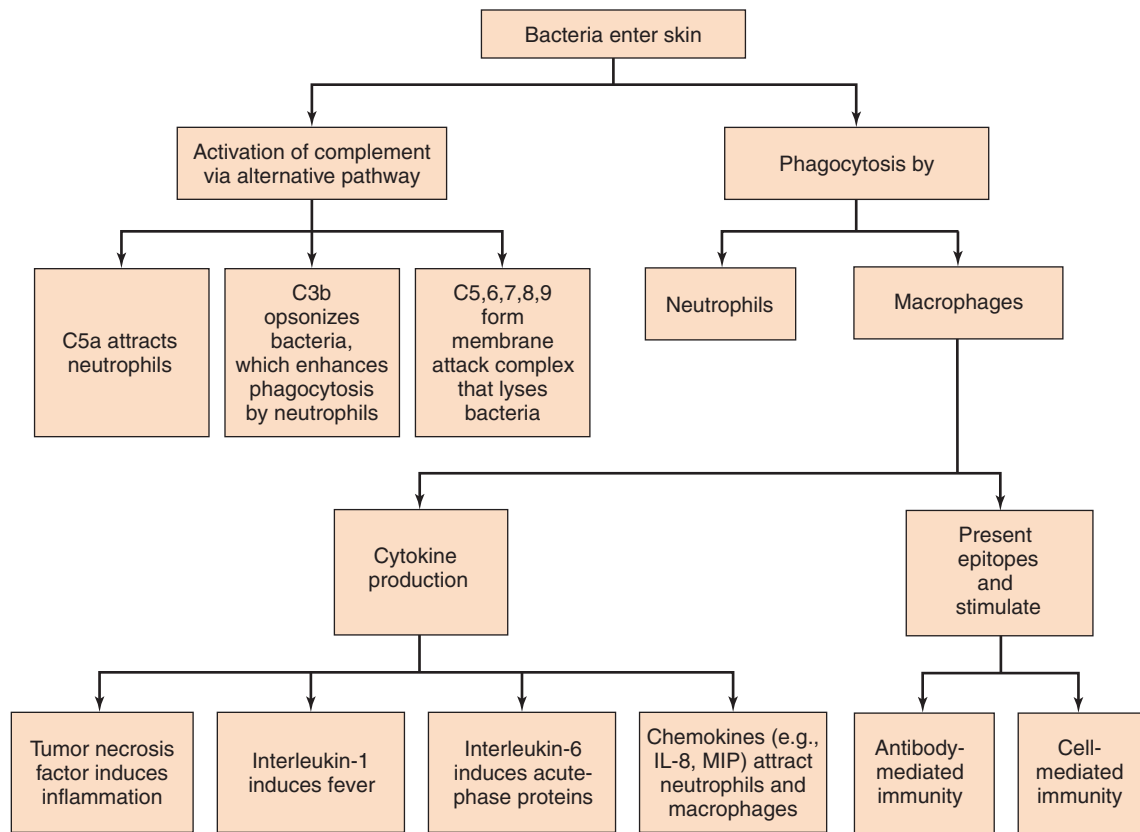 Bacteria enter skin
Activation of complement
via alternative pathway
Phagocytosis by
C5a attracts
neutrophils
C3b
opsonizes
bacteria,
which enhances
phagocytosis
by neutrophils
C5,6,7,8,9
form
membrane
attack complex
that lyses
bacteria
Neutrophils
Macrophages
Cytokine
production
Present
epitopes
and
stimulate
Tumor necrosis
factor induces
inflammation
Interleukin-1
induces fever
Interleukin-6
induces acute-
phase proteins
Chemokines (e.g.,
IL-8, MIP) attract
neutrophils and
macrophages
Antibody-
mediated
immunity
Cell-
mediated
immunity